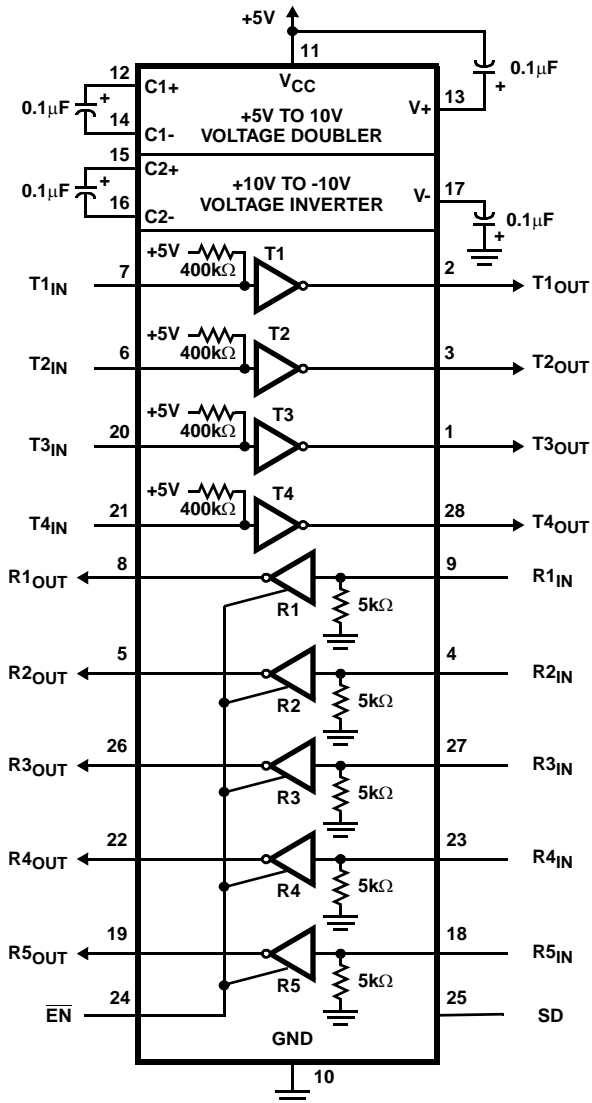 +5V
11
12
C1+
VCC
0.1μF
+
+
0.1μF
13
V+
14
C1-
+5V TO 10V
VOLTAGE DOUBLER
15
C2+
0.1μF
+
16
C2-
+10V TO -10V
VOLTAGE INVERTER
V-
17
0.1μF
+
+5V
400kΩ
T1
T1IN
7
2
T1OUT
+5V
400kΩ
T2
T2IN
6
3
T2OUT
+5V
400kΩ
T3
T3IN
20
1
T3OUT
+5V
400kΩ
T4
T4IN
21
28
T4OUT
R1OUT
8
9
R1IN
R1
5kΩ
R2OUT
5
4
R2IN
R2
5kΩ
R3OUT
26
27
R3IN
R3
5kΩ
R4OUT
22
23
R4IN
R4
5kΩ
R5OUT
19
18
R5IN
R5
5kΩ
24
E̅N̅
25
SD
GND
10